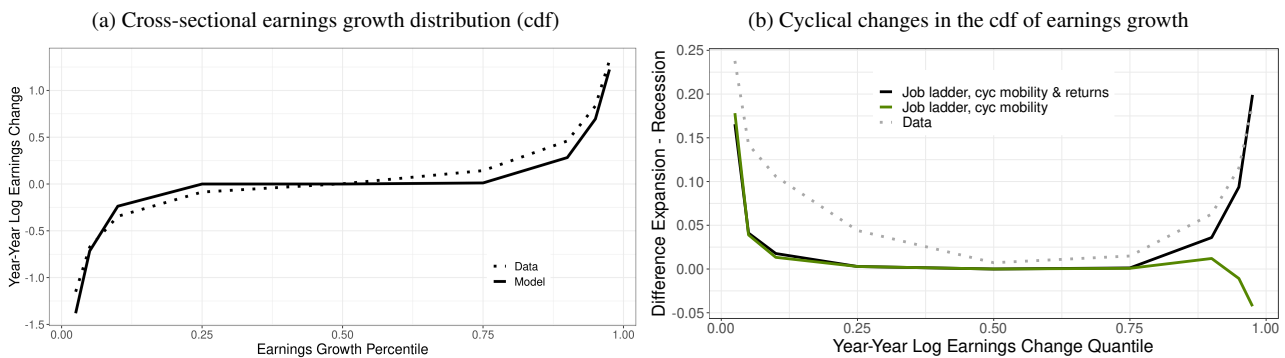 (a) Cross-sectional earnings growth distribution (cdf)
Year-Year Log Earnings Change
1.0
0.5
0.0
-0.5
-1.0
-1.5
0.00 0.25 0.50 0.75 1.00
Earnings Growth Percentile
Data
Model
(b) Cyclical changes in the cdf of earnings growth
Difference Expansion - Recession
0.25
0.20
0.15
0.10
0.05
0.00
-0.05
0.00 0.25 0.50 0.75 1.00
Year-Year Log Earnings Change Quantile
Job ladder, cyc mobility & returns
Job ladder, cyc mobility
Data